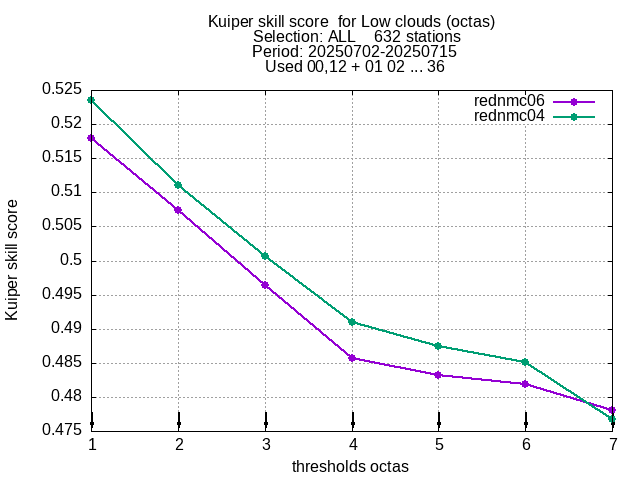 Kuiper skill score  for Low clouds (octas)
Selection: ALL    632 stations
Period: 20250702-20250715
Used 00,12 + 01 02 ... 36
rednmc06
rednmc04
0.525
0.52
0.515
0.51
0.505
0.5
0.495
0.49
0.485
0.48
0.475
Kuiper skill score
1 2 3 4 5 6 7
thresholds octas